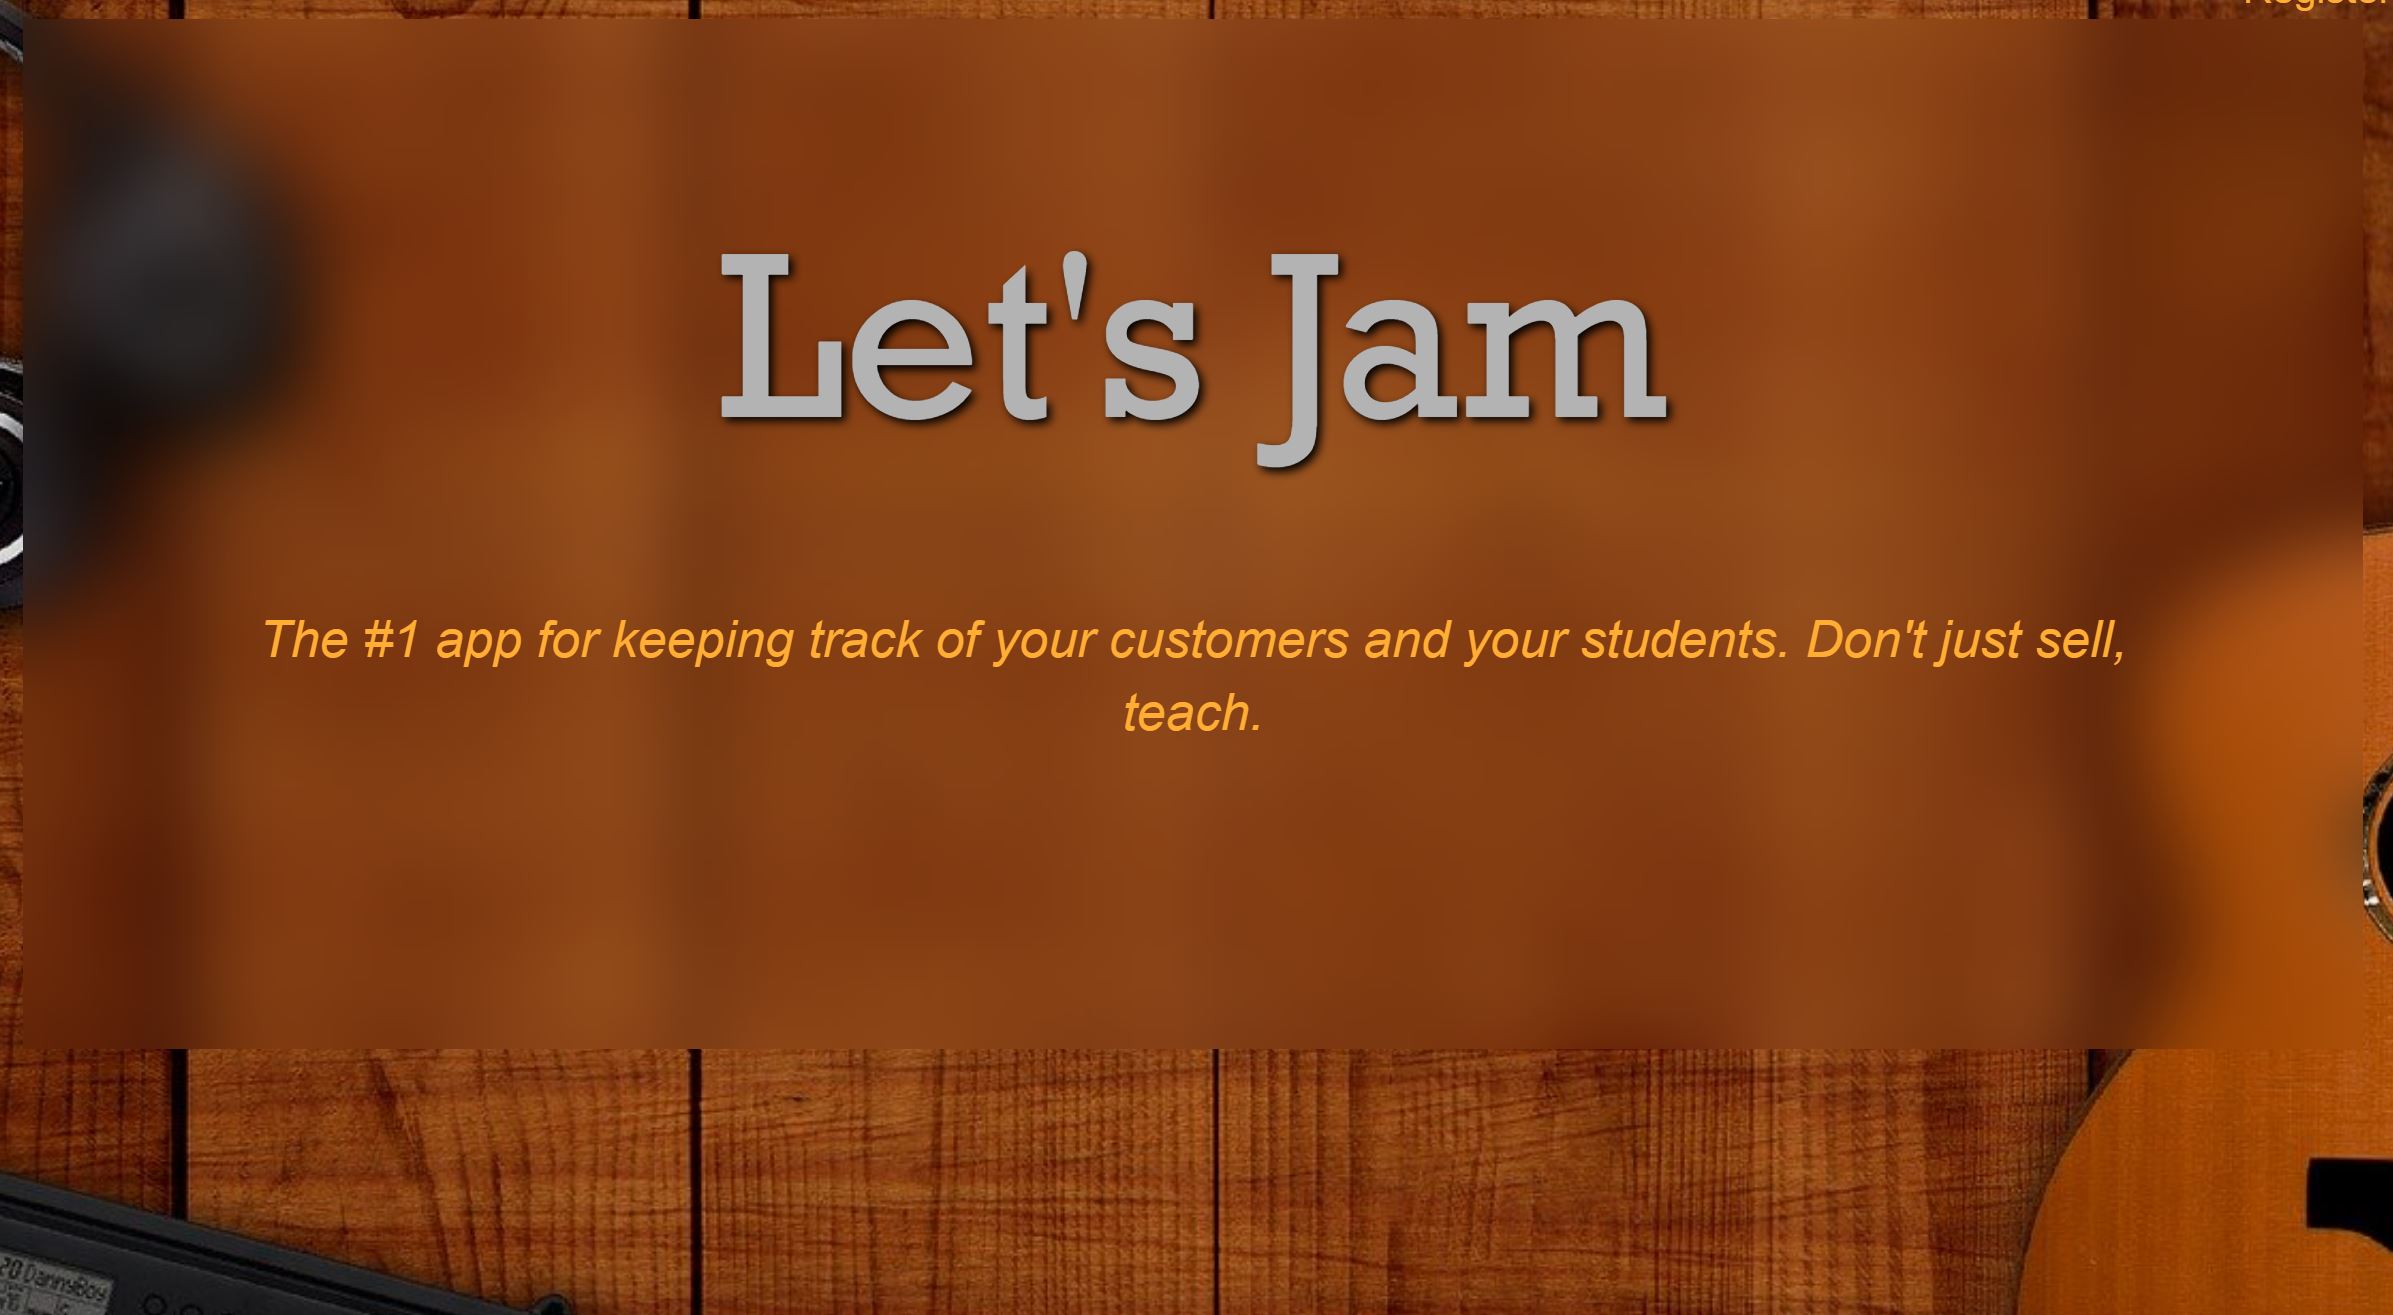 Register
Let's Jam
The #1 app for keeping track of your customers and your students. Don't just sell,
teach.
20 DannyBoy